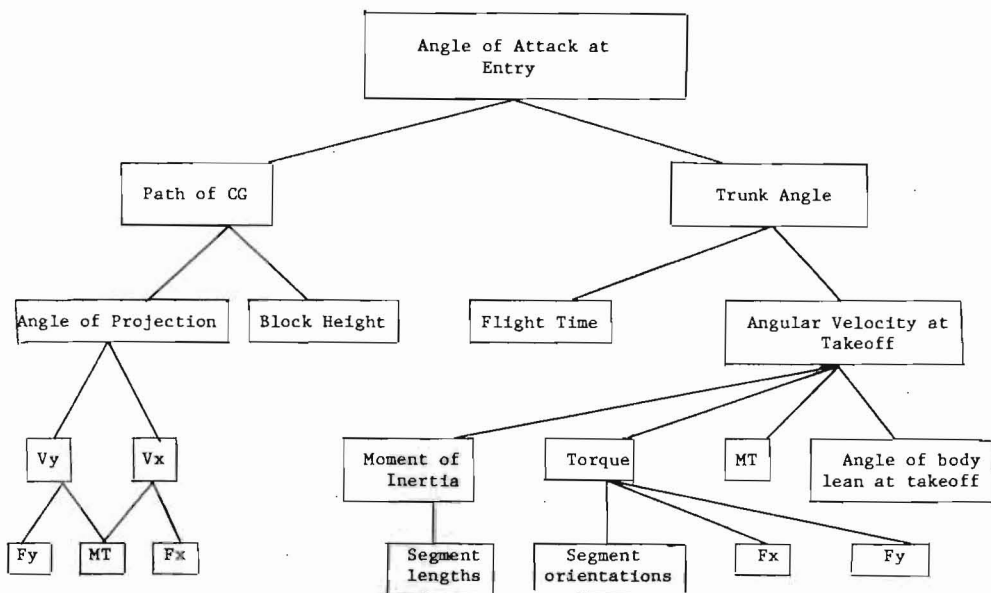 Angle of Attack at
Entry
Path of CG
Trunk Angle
Angle of Projection
Block Height
Flight Time
Angular Velocity at
Takeoff
Vy
Vx
Moment of
Inertia
Torque
MT
Angle of body
lean at takeoff
Fy
MT
Fx
Segment
lengths
Segment
orientations
Fx
Fy